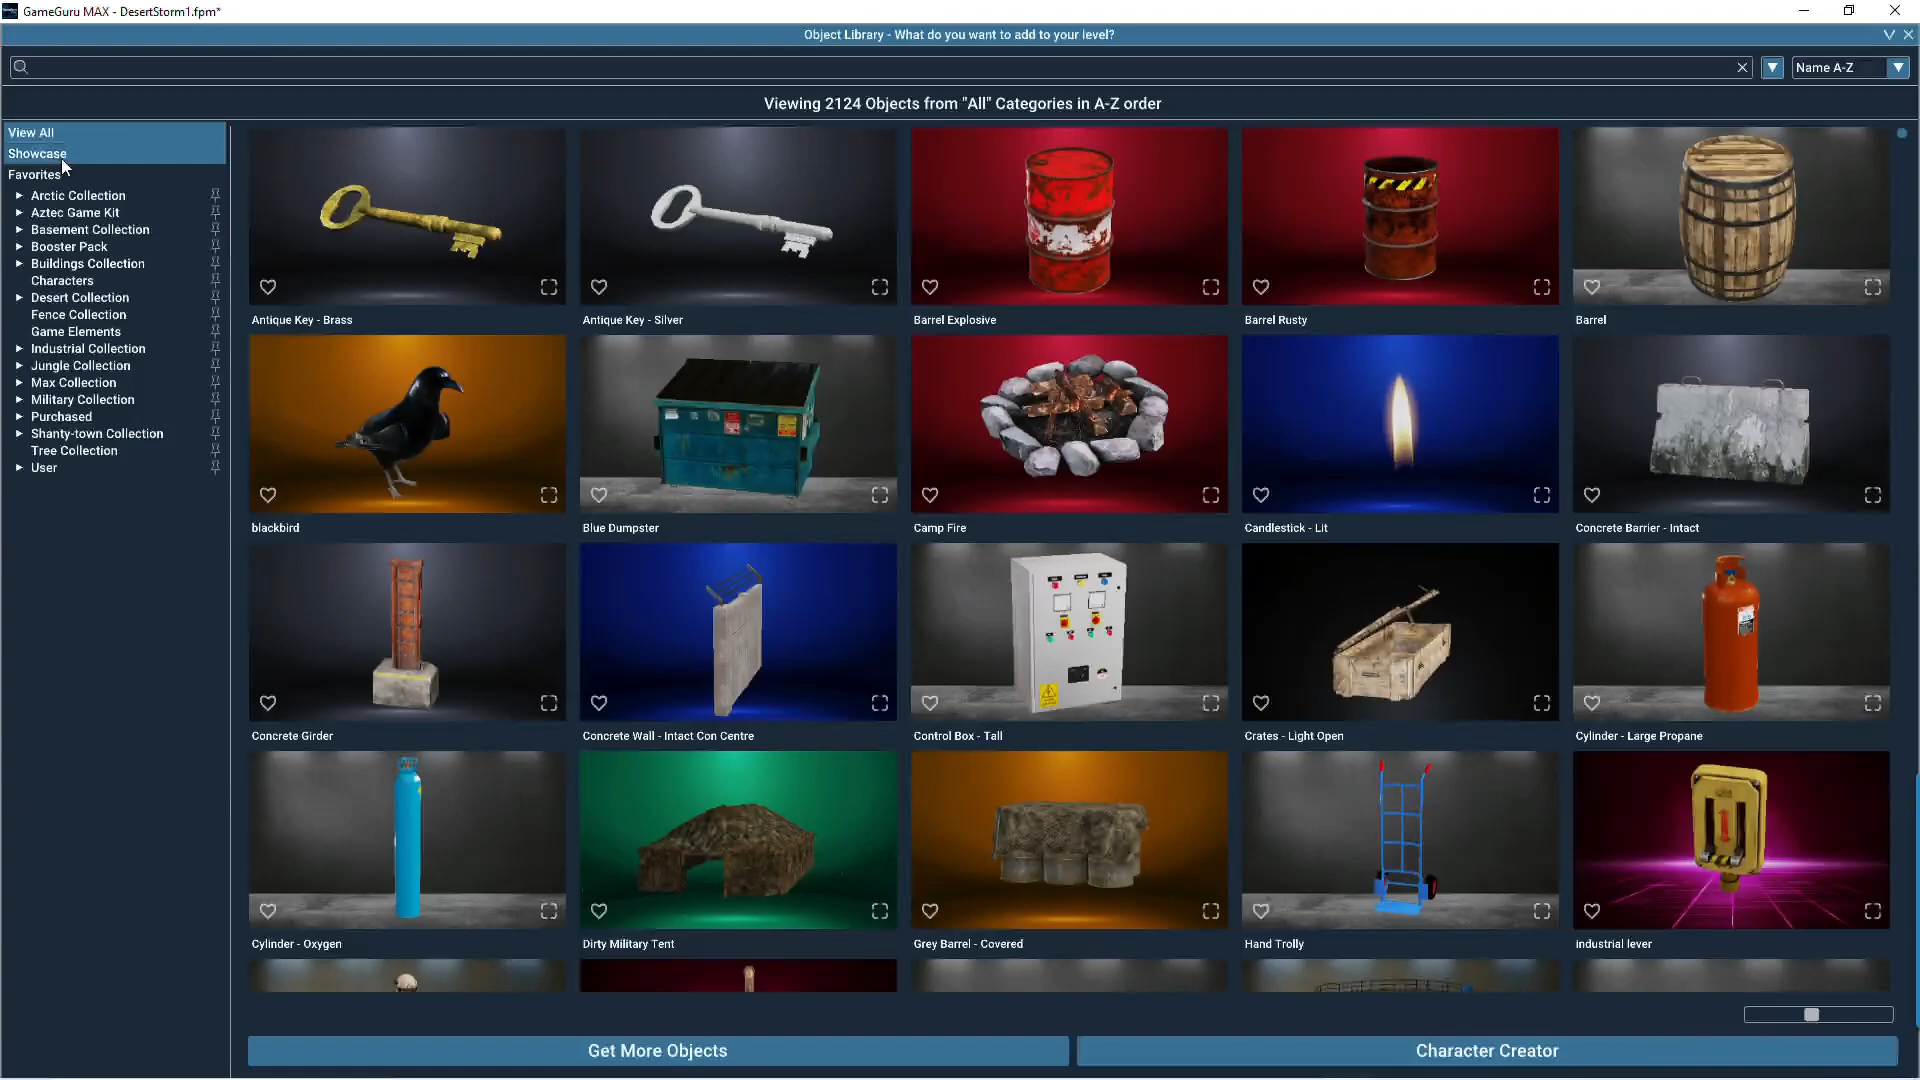 GameGuru MAX - DesertStorm1.fpm*
Object Library - What do you want to add to your level?
Name A-Z
Viewing 2124 Objects from "All" Categories in A-Z order
View All
Showcase
Favorites
Arctic Collection
Aztec Game Kit
Basement Collection
Booster Pack
Buildings Collection
Characters
Desert Collection
Fence Collection
Game Elements
Industrial Collection
Jungle Collection
Max Collection
Military Collection
Purchased
Shanty-town Collection
Tree Collection
User
Antique Key - Brass
Antique Key - Silver
Barrel Explosive
Barrel Rusty
Barrel
blackbird
Blue Dumpster
Camp Fire
Candlestick - Lit
Concrete Barrier - Intact
Concrete Girder
Concrete Wall - Intact Con Centre
Control Box - Tall
Crates - Light Open
Cylinder - Large Propane
Cylinder - Oxygen
Dirty Military Tent
Grey Barrel - Covered
Hand Trolly
industrial lever
Get More Objects
Character Creator